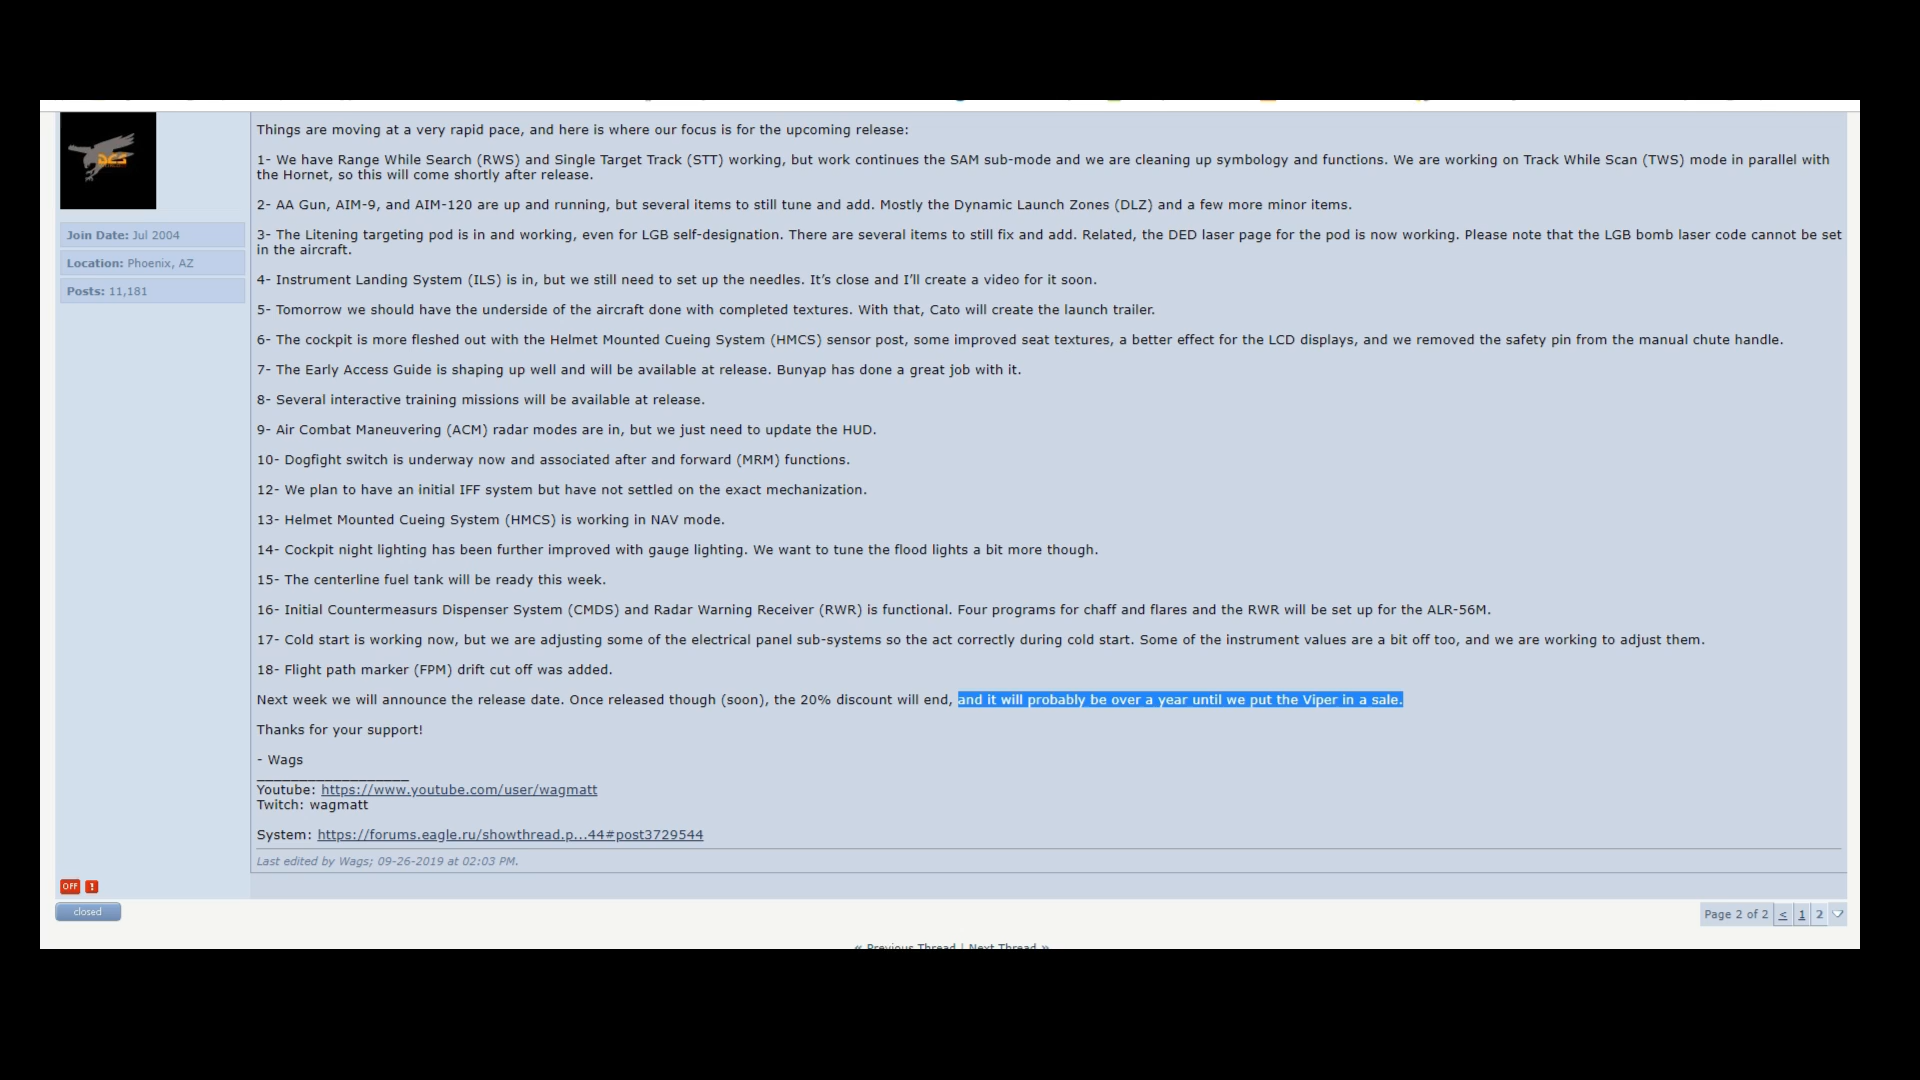 Things are moving at a very rapid pace, and here is where our focus is for the upcoming release:
DCS
1- We have Range While Search (RWS) and Single Target Track (STT) working, but work continues the SAM sub-mode and we are cleaning up symbology and functions. We are working on Track While Scan (TWS) mode in parallel with
the Hornet, so this will come shortly after release.
2- AA Gun, AIM-9, and AIM-120 are up and running, but several items to still tune and add. Mostly the Dynamic Launch Zones (DLZ) and a few more minor items.
Join Date: Jul 2004
Location: Phoenix, AZ
Posts: 11,181
3- The Litening targeting pod is in and working, even for LGB self-designation. There are several items to still fix and add. Related, the DED laser page for the pod is now working. Please note that the LGB bomb laser code cannot be set
in the aircraft.
4- Instrument Landing System (ILS) is in, but we still need to set up the needles. It's close and I'll create a video for it soon.
5- Tomorrow we should have the underside of the aircraft done with completed textures. With that, Cato will create the launch trailer.
6- The cockpit is more fleshed out with the Helmet Mounted Cueing System (HMCS) sensor post, some improved seat textures, a better effect for the LCD displays, and we removed the safety pin from the manual chute handle.
7- The Early Access Guide is shaping up well and will be available at release. Bunyap has done a great job with it.
8- Several interactive training missions will be available at release.
9- Air Combat Maneuvering (ACM) radar modes are in, but we just need to update the HUD.
10- Dogfight switch is underway now and associated after and forward (MRM) functions.
12- We plan to have an initial IFF system but have not settled on the exact mechanization.
13- Helmet Mounted Cueing System (HMCS) is working in NAV mode.
14- Cockpit night lighting has been further improved with gauge lighting. We want to tune the flood lights a bit more though.
15- The centerline fuel tank will be ready this week.
16- Initial Countermeasurs Dispenser System (CMDS) and Radar Warning Receiver (RWR) is functional. Four programs for chaff and flares and the RWR will be set up for the ALR-56M.
17- Cold start is working now, but we are adjusting some of the electrical panel sub-systems so the act correctly during cold start. Some of the instrument values are a bit off too, and we are working to adjust them.
18- Flight path marker (FPM) drift cut off was added.
Next week we will announce the release date. Once released though (soon), the 20% discount will end, and it will probably be over a year until we put the Viper in a sale.
Thanks for your support!
- Wags
__________________
Youtube: https://www.youtube.com/user/wagmatt
Twitch: wagmatt
System: https://forums.eagle.ru/showthread.p...44#post3729544
Last edited by Wags; 09-26-2019 at 02:03 PM.
OFF !
closed
Page 2 of 2 < 1 2
« Previous Thread | Next Thread »